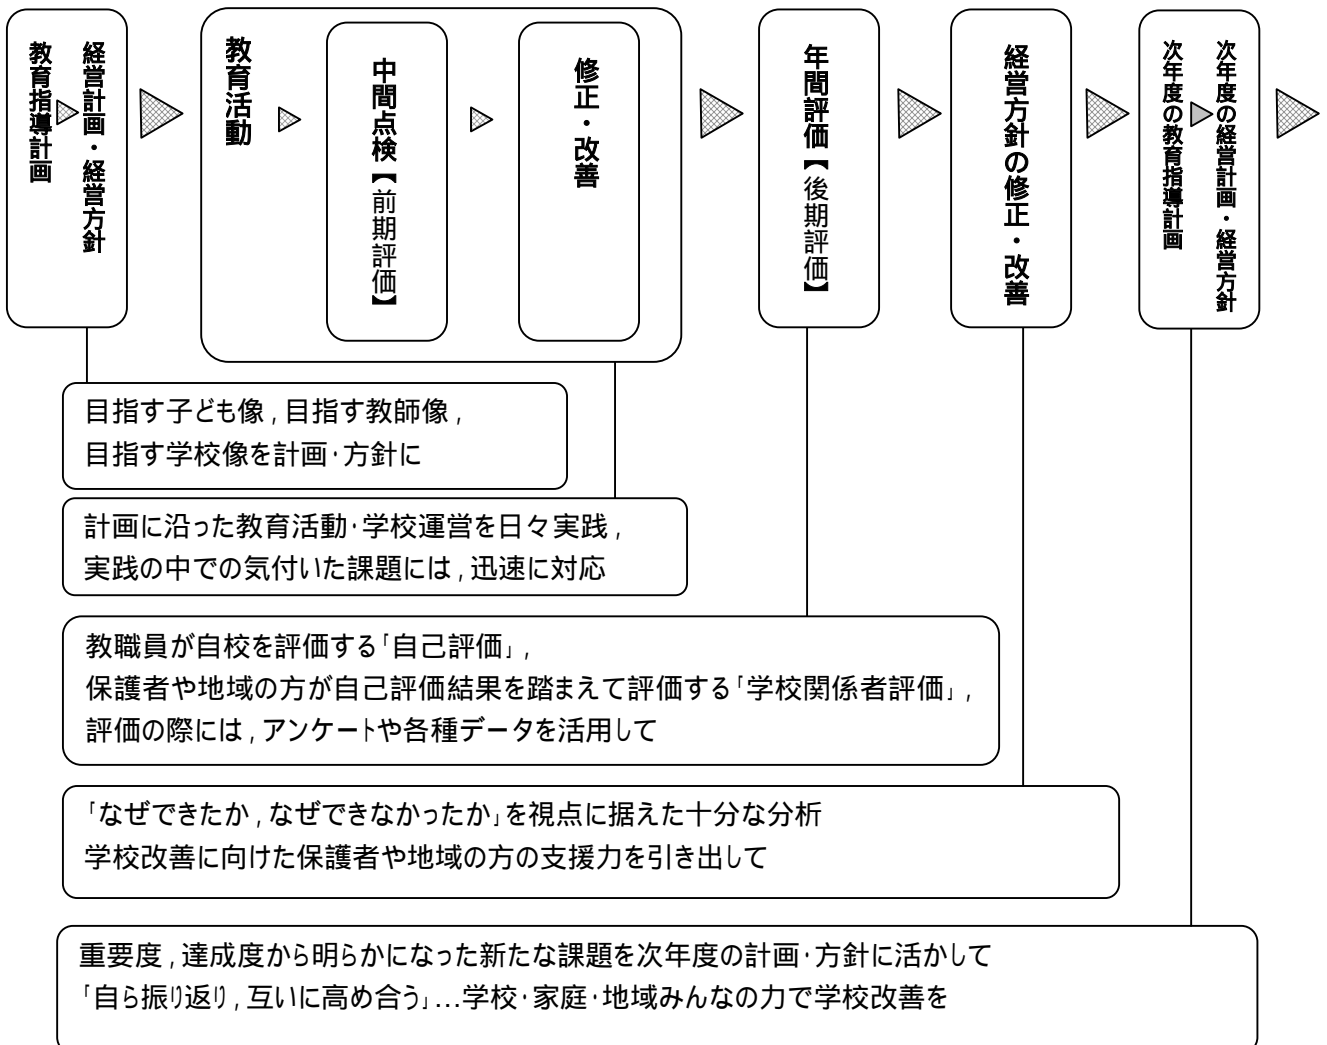 経営計画・経営方針
教育指導計画
教育活動
中間点検【前期評価】
修正・改善
年間評価【後期評価】
経営方針の修正・改善
次年度の経営計画・経営方針
次年度の教育指導計画
目指す子ども像,目指す教師像,
目指す学校像を計画・方針に
計画に沿った教育活動・学校運営を日々実践,
実践の中での気付いた課題には,迅速に対応
教職員が自校を評価する「自己評価」,
保護者や地域の方が自己評価結果を踏まえて評価する「学校関係者評価」,
評価の際には,アンケートや各種データを活用して
「なぜできたか,なぜできなかったか」を視点に据えた十分な分析
学校改善に向けた保護者や地域の方の支援力を引き出して
重要度,達成度から明らかになった新たな課題を次年度の計画・方針に活かして
「自ら振り返り,互いに高め合う」…学校・家庭・地域みんなの力で学校改善を